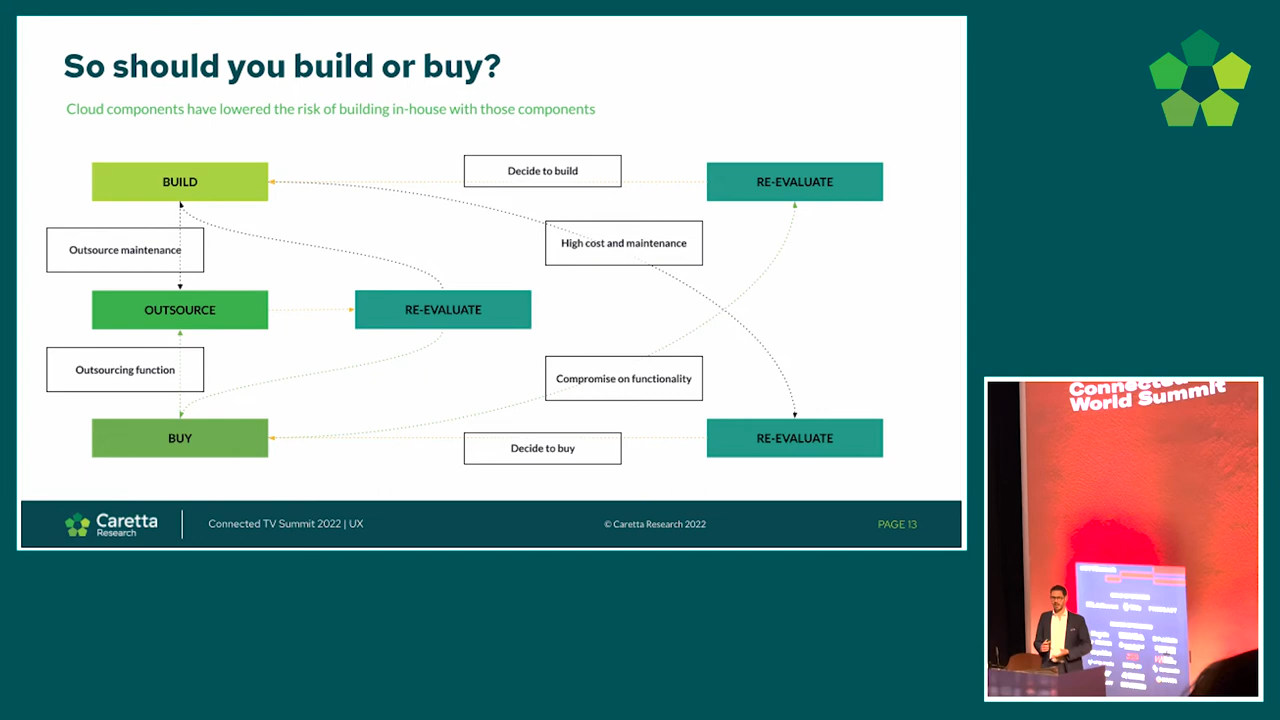 So should you build or buy?
Cloud components have lowered the risk of building in-house with those components
BUILD
Decide to build
RE-EVALUATE
Outsource maintenance
High cost and maintenance
OUTSOURCE
RE-EVALUATE
Outsourcing function
Compromise on functionality
BUY
Decide to buy
RE-EVALUATE
Caretta
Research
Connected TV Summit 2022 | UX
© Caretta Research 2022
PAGE 13
World Summit